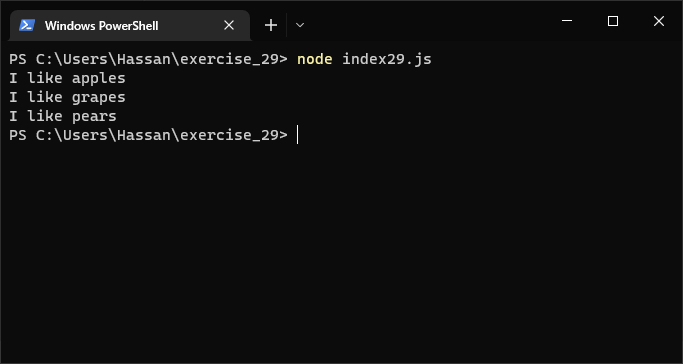 Windows PowerShell
PS C:\Users\Hassan\exercise_29> node index29.js
I like apples
I like grapes
I like pears
PS C:\Users\Hassan\exercise_29>